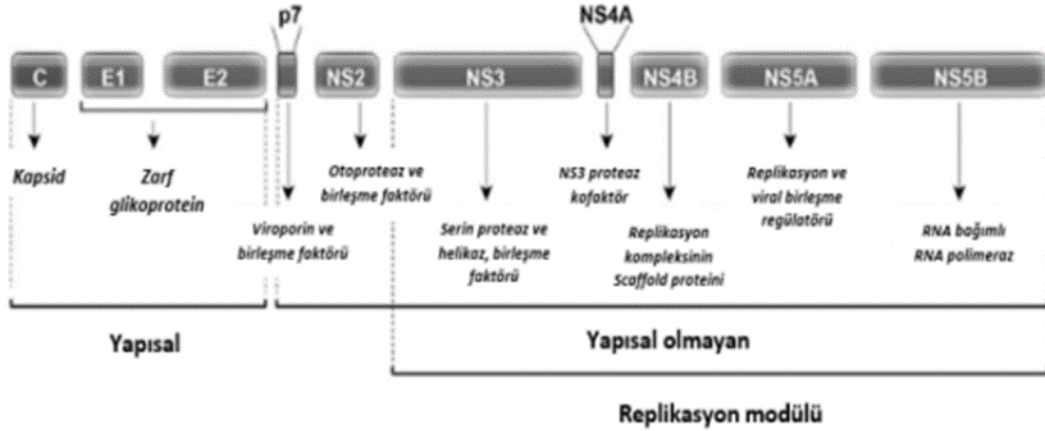 p7
NS4A
C
E1
E2
NS2
NS3
NS4B
NS5A
NS5B
Kapsid
Zarf
glikoprotein
Viroporin ve
birleşme faktörü
Otoproteaz ve
birleşme faktörü
Serin proteaz ve
helikaz, birleşme
faktörü
NS3 proteaz
kofaktör
Replikasyon
kompleksinin
Scaffold proteini
Replikasyon ve
viral birleşme
regülatörü
RNA bağımlı
RNA polimeraz
Yapısal
Yapısal olmayan
Replikasyon modülü